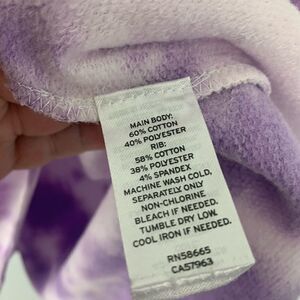 MAIN BODY:
60% COTTON
40% POLYESTER
RIB:
58% COTTON
38% POLYESTER
4% SPANDEX
MACHINE WASH COLD,
SEPARATELY ONLY
NON-CHLORINE
BLEACH IF NEEDED.
TUMBLE DRY LOW.
COOL IRON IF NEEDED.
RN58665
CA57963